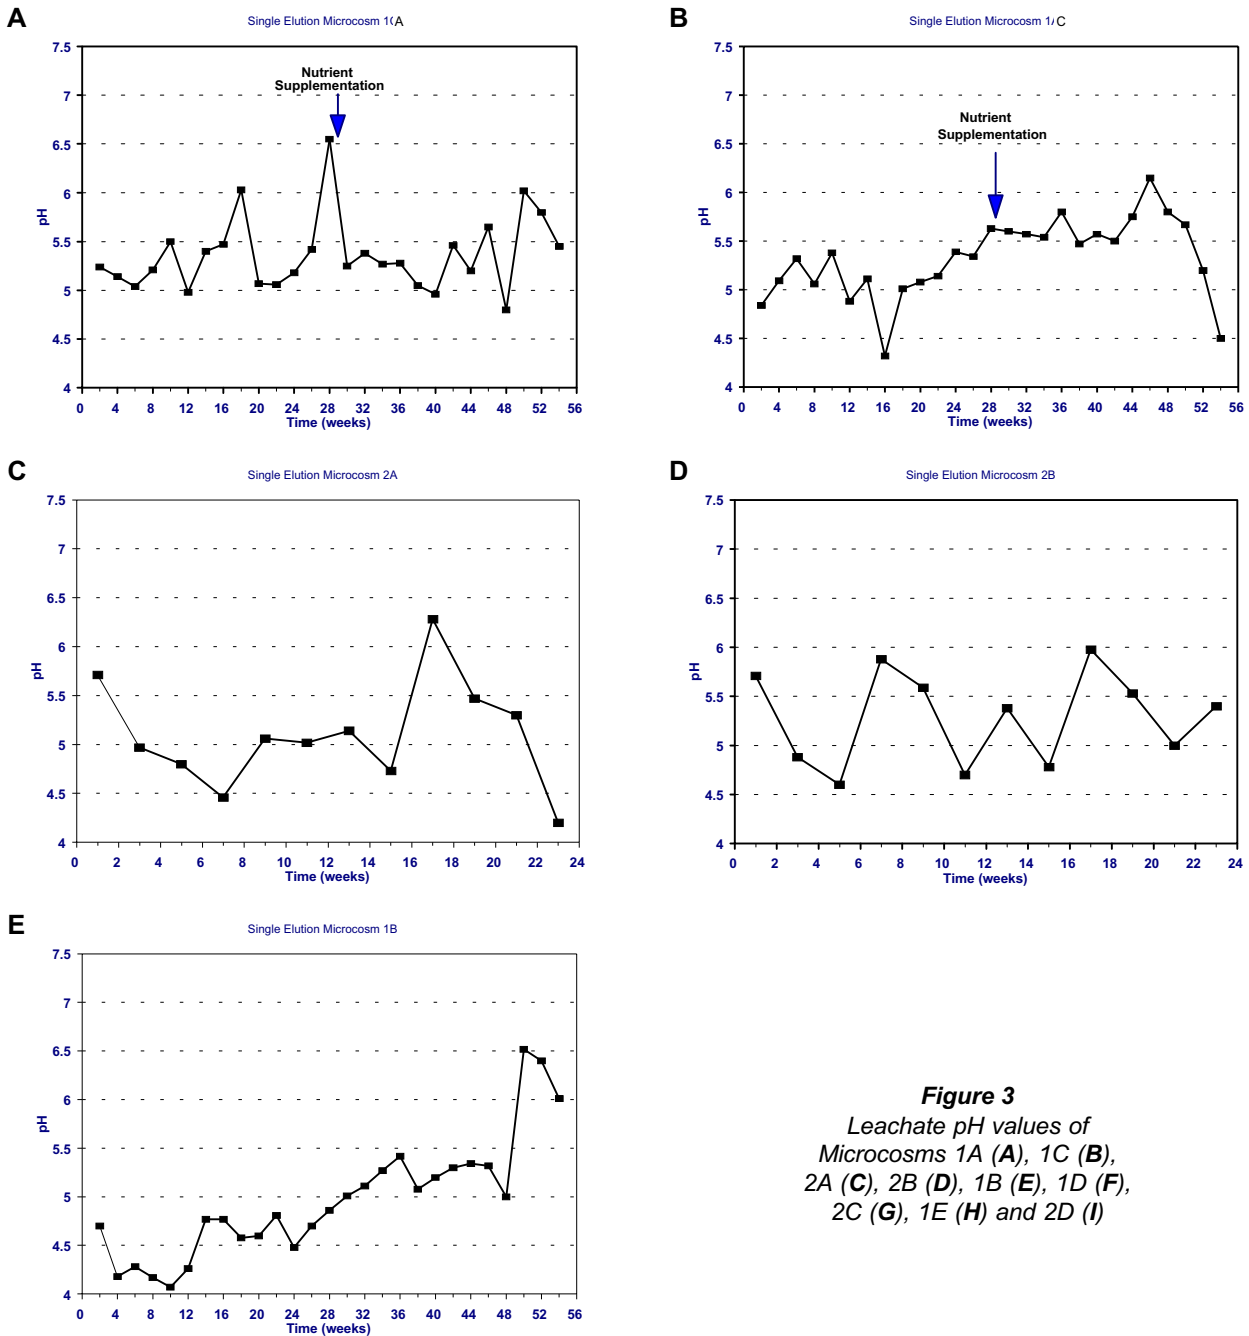 A
Single Elution Microcosm 1(A
7.5
7
6.5
6
5.5
5
4.5
4
pH
Nutrient
Supplementation
0 4 8 12 16 20 24 28 32 36 40 44 48 52 56
Time (weeks)
B
Single Elution Microcosm 1/C
7.5
7
6.5
6
5.5
5
4.5
4
pH
Nutrient
Supplementation
0 4 8 12 16 20 24 28 32 36 40 44 48 52 56
Time (weeks)
C
Single Elution Microcosm 2A
7.5
7
6.5
6
5.5
5
4.5
4
pH
0 2 4 6 8 10 12 14 16 18 20 22 24
Time (weeks)
D
Single Elution Microcosm 2B
7.5
7
6.5
6
5.5
5
4.5
4
pH
0 2 4 6 8 10 12 14 16 18 20 22 24
Time (weeks)
E
Single Elution Microcosm 1B
7.5
7
6.5
6
5.5
5
4.5
4
pH
0 4 8 12 16 20 24 28 32 36 40 44 48 52 56
Time (weeks)
Figure 3
Leachate pH values of
Microcosms 1A (A), 1C (B),
2A (C), 2B (D), 1B (E), 1D (F),
2C (G), 1E (H) and 2D (I)